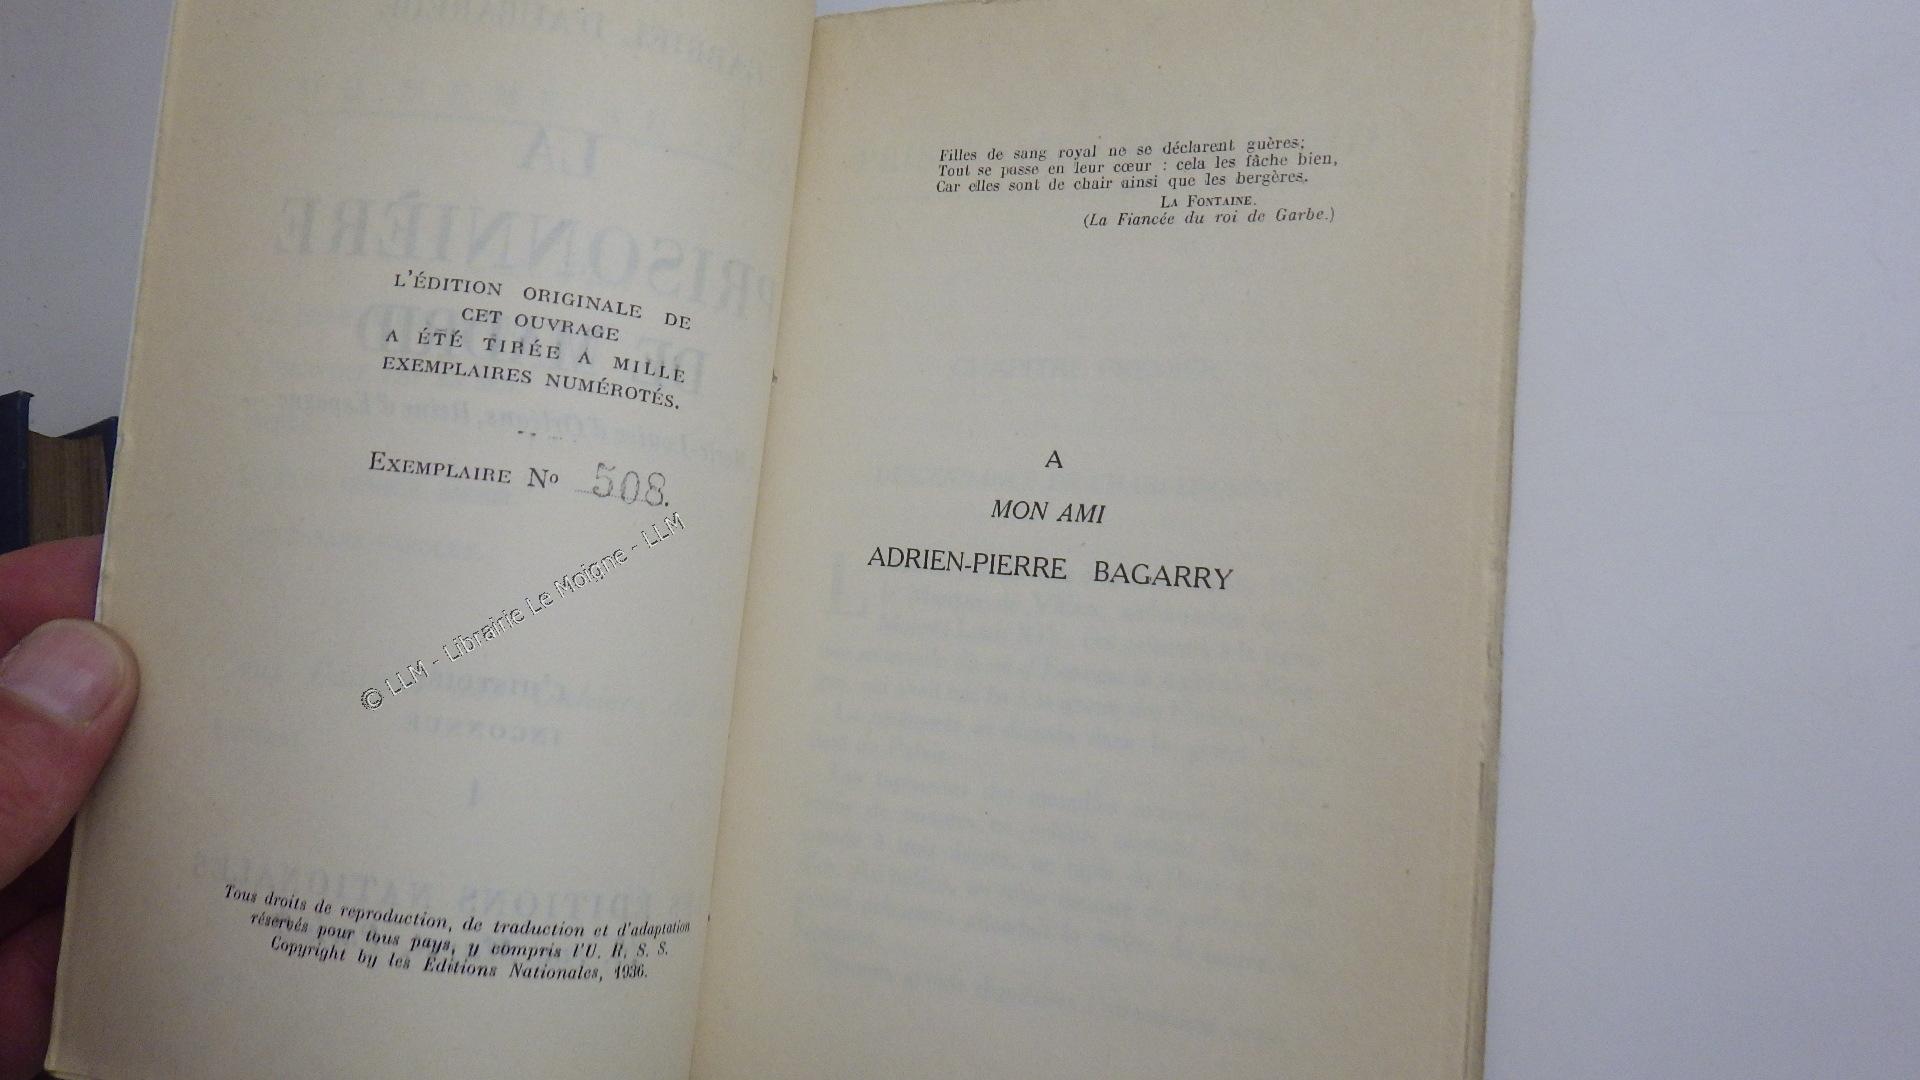 L'ÉDITION ORIGINALE DE
CET OUVRAGE
A ÉTÉ TIRÉE A MILLE
EXEMPLAIRES NUMÉROTÉS.
EXEMPLAIRE No 508.
© LLM - Librairie Le Moigne - LLM
Tous droits de reproduction, de traduction et d'adaptation
réservés pour tous pays, y compris l'U. R. S. S.
Copyright by les Editions Nationales, 1936.
Filles de sang royal ne se déclarent guères;
Tout se passe en leur cœur : cela les fâche bien,
Car elles sont de chair ainsi que les bergères.
LA FONTAINE.
(La Fiancée du roi de Garbe.)
A
MON AMI
ADRIEN-PIERRE BAGARRY